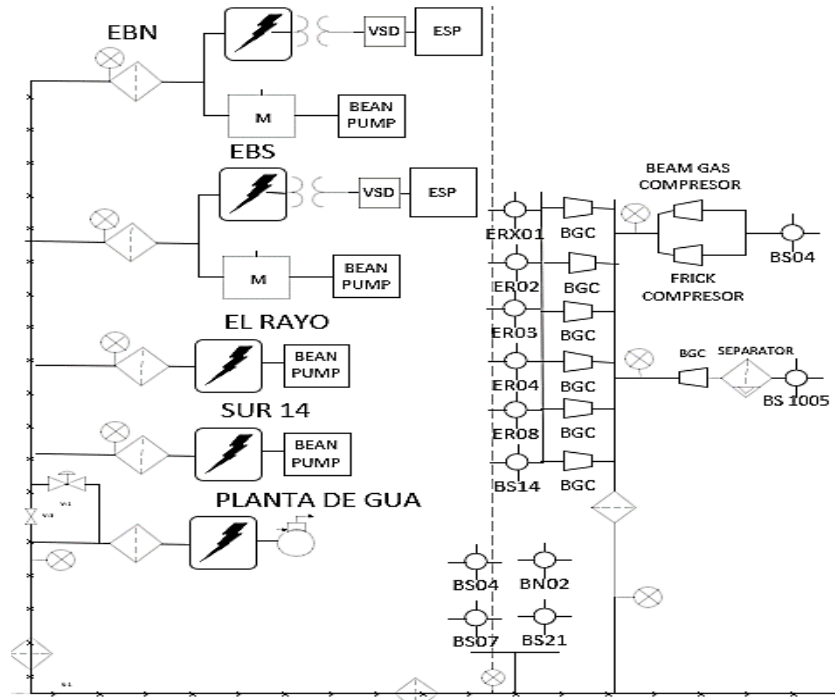 EBN
VSD
ESP
M
BEAN
PUMP
EBS
VSD
ESP
M
BEAN
PUMP
EL RAYO
BEAN
PUMP
SUR 14
BEAN
PUMP
PLANTA DE GUA
ERX01
BGC
ER02
BGC
ER03
BGC
ER04
BGC
ER08
BGC
BS14
BGC
BEAM GAS
COMPRESOR
FRICK
COMPRESOR
BS04
BGC
SEPARATOR
BS 1005
BS04
BN02
BS07
BS21